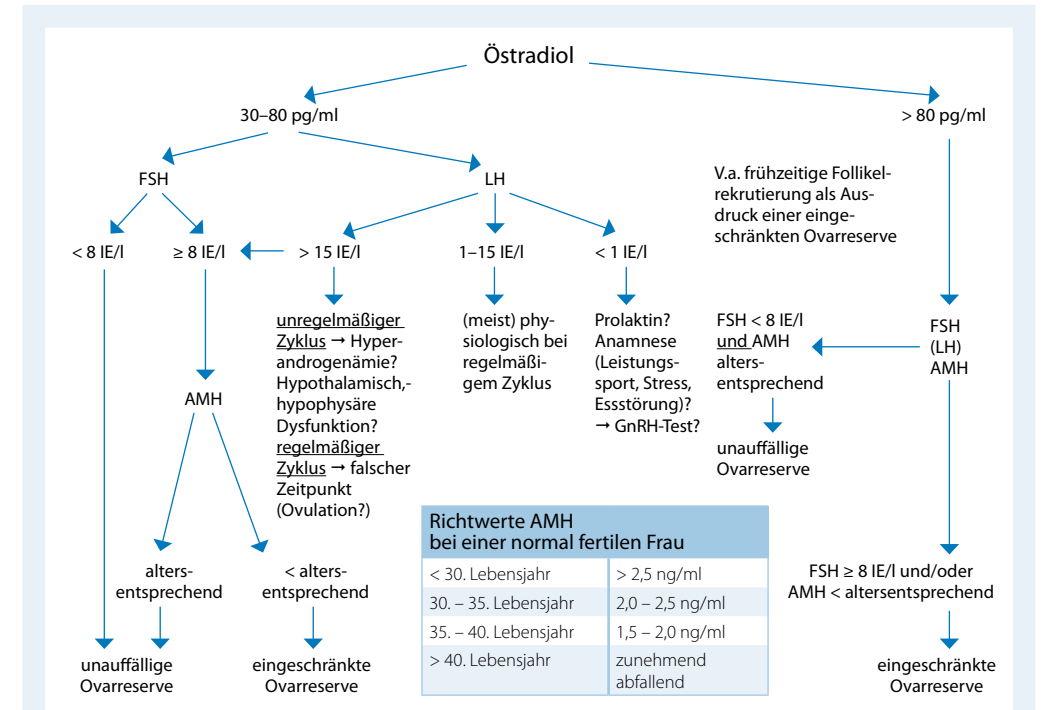 Östradiol
30–80 pg/ml
> 80 pg/ml
FSH
LH
V.a. frühzeitige Follikel-
rekrutierung als Aus-
druck einer einge-
schränkten Ovarreserve
< 8 IE/l
≥ 8 IE/l
> 15 IE/l
1–15 IE/l
< 1 IE/l
unregelmäßiger
Zyklus → Hyper-
androgenämie?
Hypothalamisch,-
hypophysäre
Dysfunktion?
regelmäßiger
Zyklus → falscher
Zeitpunkt
(Ovulation?)
(meist) phy-
siologisch bei
regelmäßi-
gem Zyklus
Prolaktin?
Anamnese
(Leistungs-
sport, Stress,
Essstörung)?
→ GnRH-Test?
FSH < 8 IE/l
und AMH
alters-
entsprechend
FSH
(LH)
AMH
AMH
unauffällige
Ovarreserve
Richtwerte AMH
bei einer normal fertilen Frau
< 30. Lebensjahr > 2,5 ng/ml
30. – 35. Lebensjahr 2,0 – 2,5 ng/ml
35. – 40. Lebensjahr 1,5 – 2,0 ng/ml
> 40. Lebensjahr zunehmend
abfallend
alters-
entsprechend
< alters-
entsprechend
FSH ≥ 8 IE/l und/oder
AMH < altersentsprechend
unauffällige
Ovarreserve
eingeschränkte
Ovarreserve
eingeschränkte
Ovarreserve